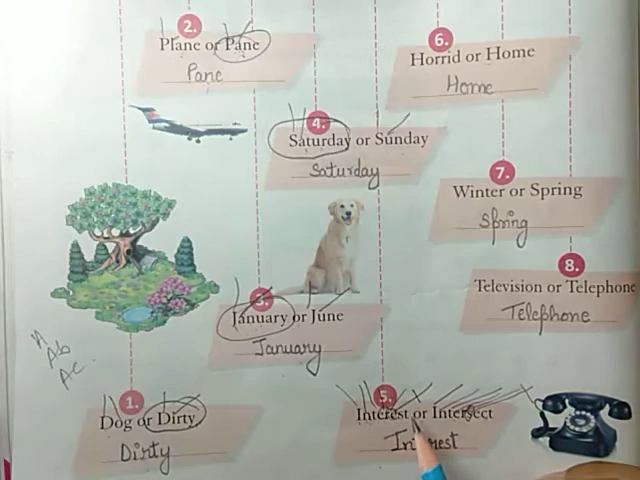 2.
Plane or Pane
Pane
6.
Horrid or Home
Home
4.
Saturday or Sunday
Saturday
7.
Winter or Spring
Spring
8.
Television or Telephone
Telephone
3.
January or June
January
n
Ab
Ac
1.
Dog or Dirty
Dirty
5.
Interest or Intersect
Interest